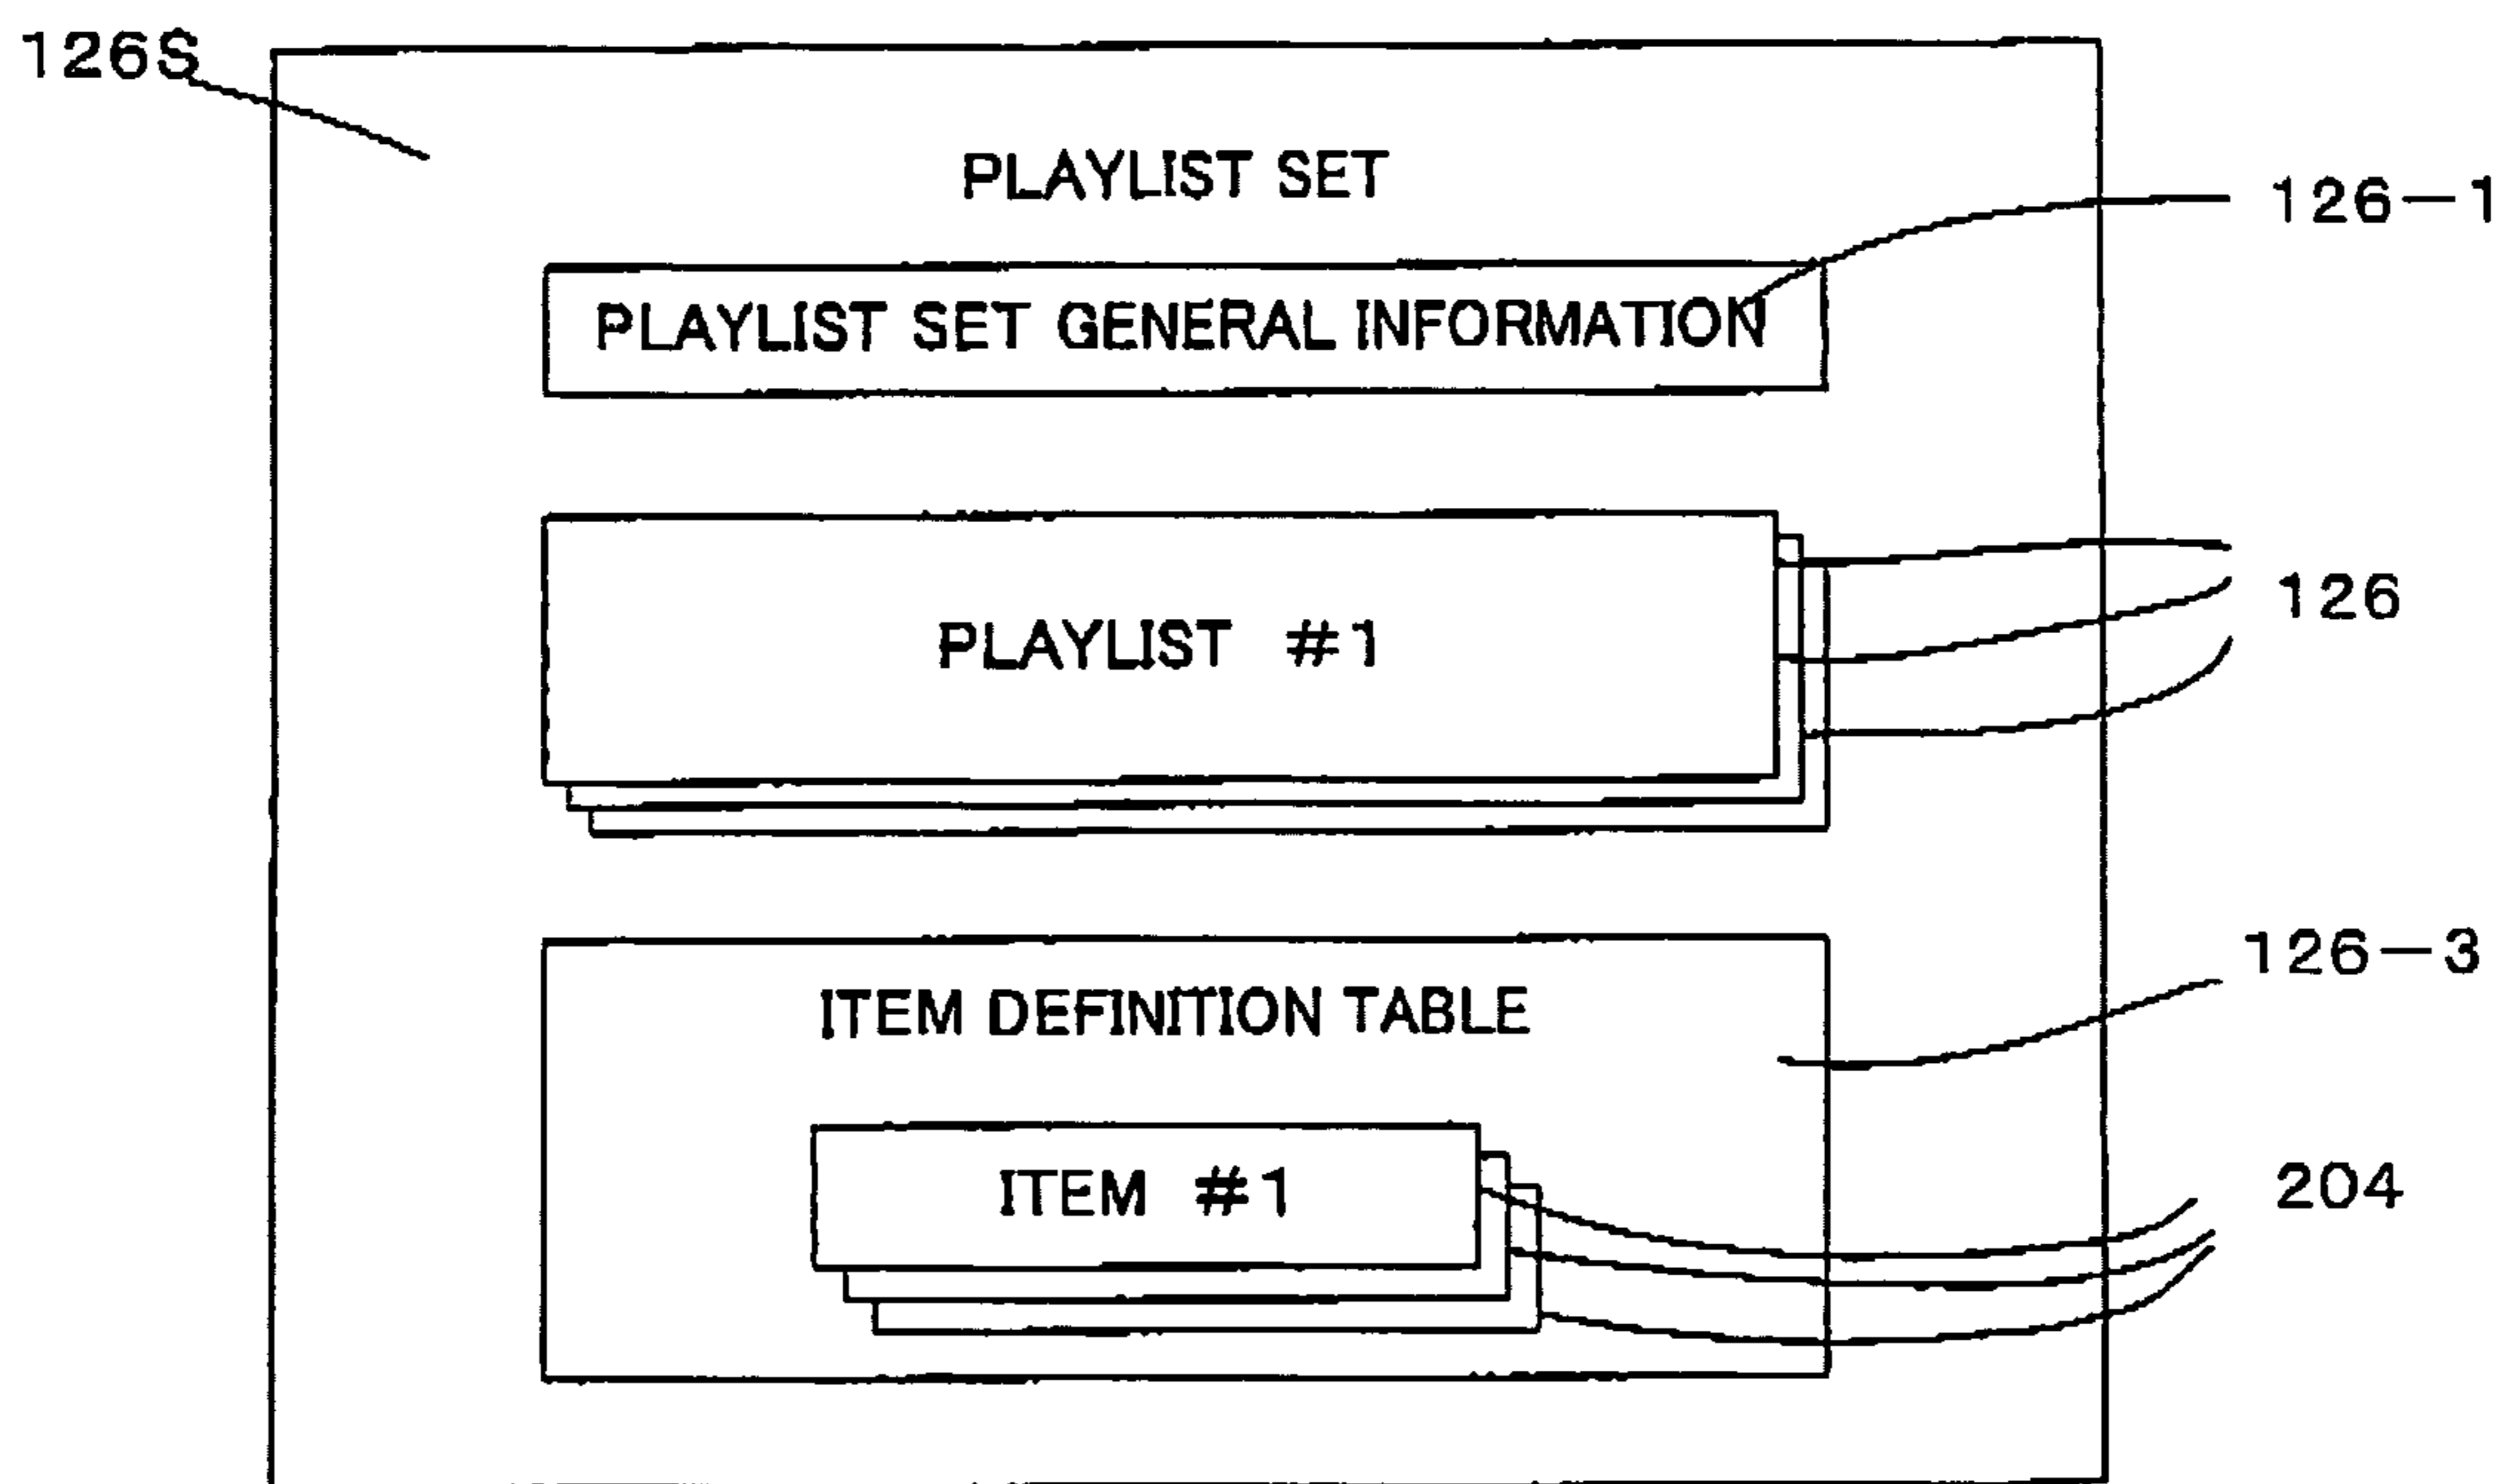 126S
PLAYLIST SET
126-1
PLAYLIST SET GENERAL INFORMATION
126
PLAYLIST #1
126-3
ITEM DEFINITION TABLE
ITEM #1
204